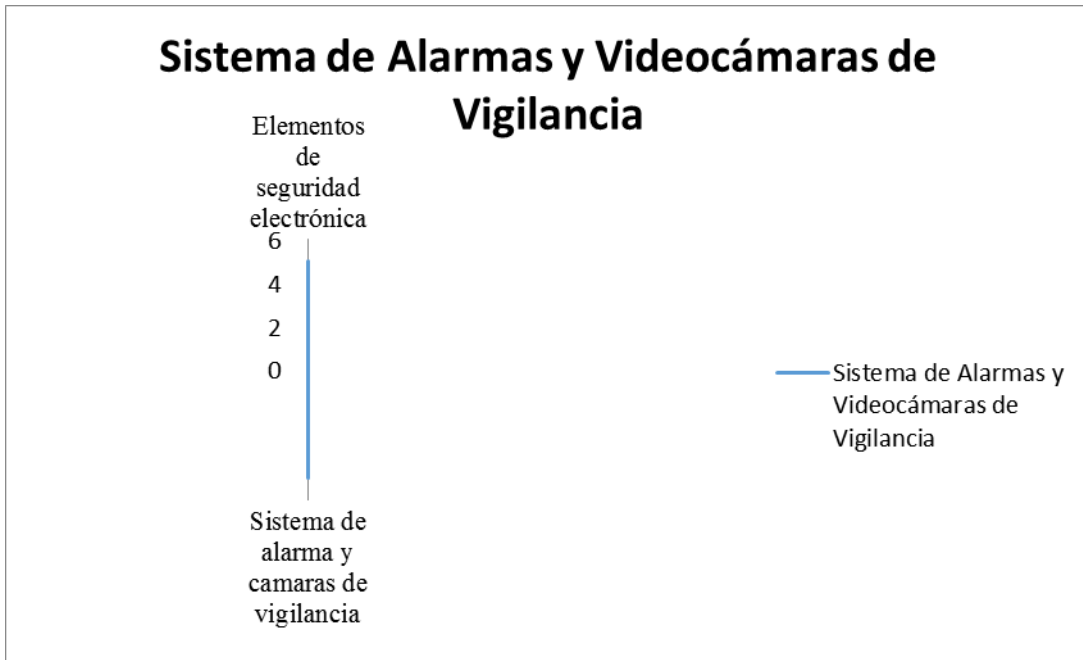 Sistema de Alarmas y Videocámaras de
Vigilancia
Elementos
de
seguridad
electrónica
6
4
2
0
Sistema de Alarmas y
Videocámaras de
Vigilancia
Sistema de
alarma y
camaras de
vigilancia